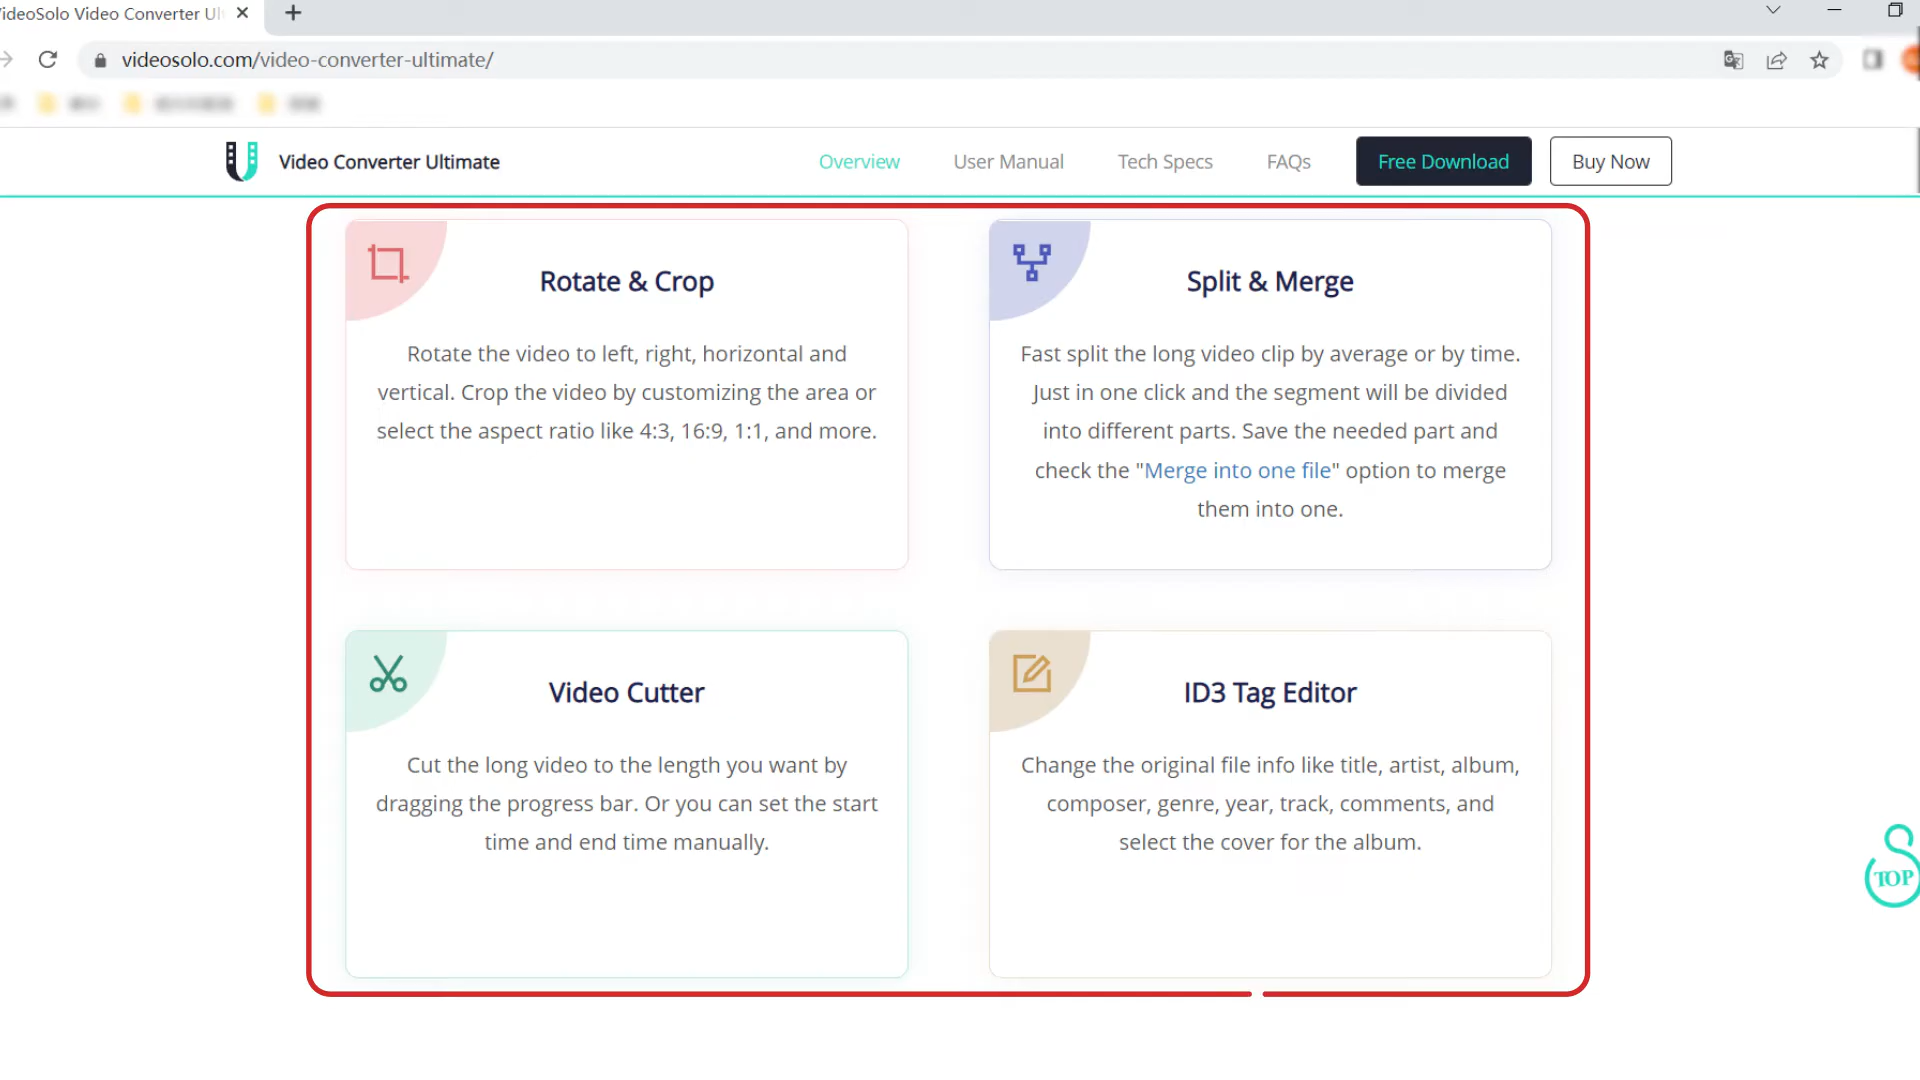 ideoSolo Video Converter Ul
videosolo.com/video-converter-ultimate/
Video Converter Ultimate
Overview
User Manual
Tech Specs
FAQs
Free Download
Buy Now
Rotate & Crop
Rotate the video to left, right, horizontal and
vertical. Crop the video by customizing the area or
select the aspect ratio like 4:3, 16:9, 1:1, and more.
Split & Merge
Fast split the long video clip by average or by time.
Just in one click and the segment will be divided
into different parts. Save the needed part and
check the "Merge into one file" option to merge
them into one.
Video Cutter
Cut the long video to the length you want by
dragging the progress bar. Or you can set the start
time and end time manually.
ID3 Tag Editor
Change the original file info like title, artist, album,
composer, genre, year, track, comments, and
select the cover for the album.
TOP